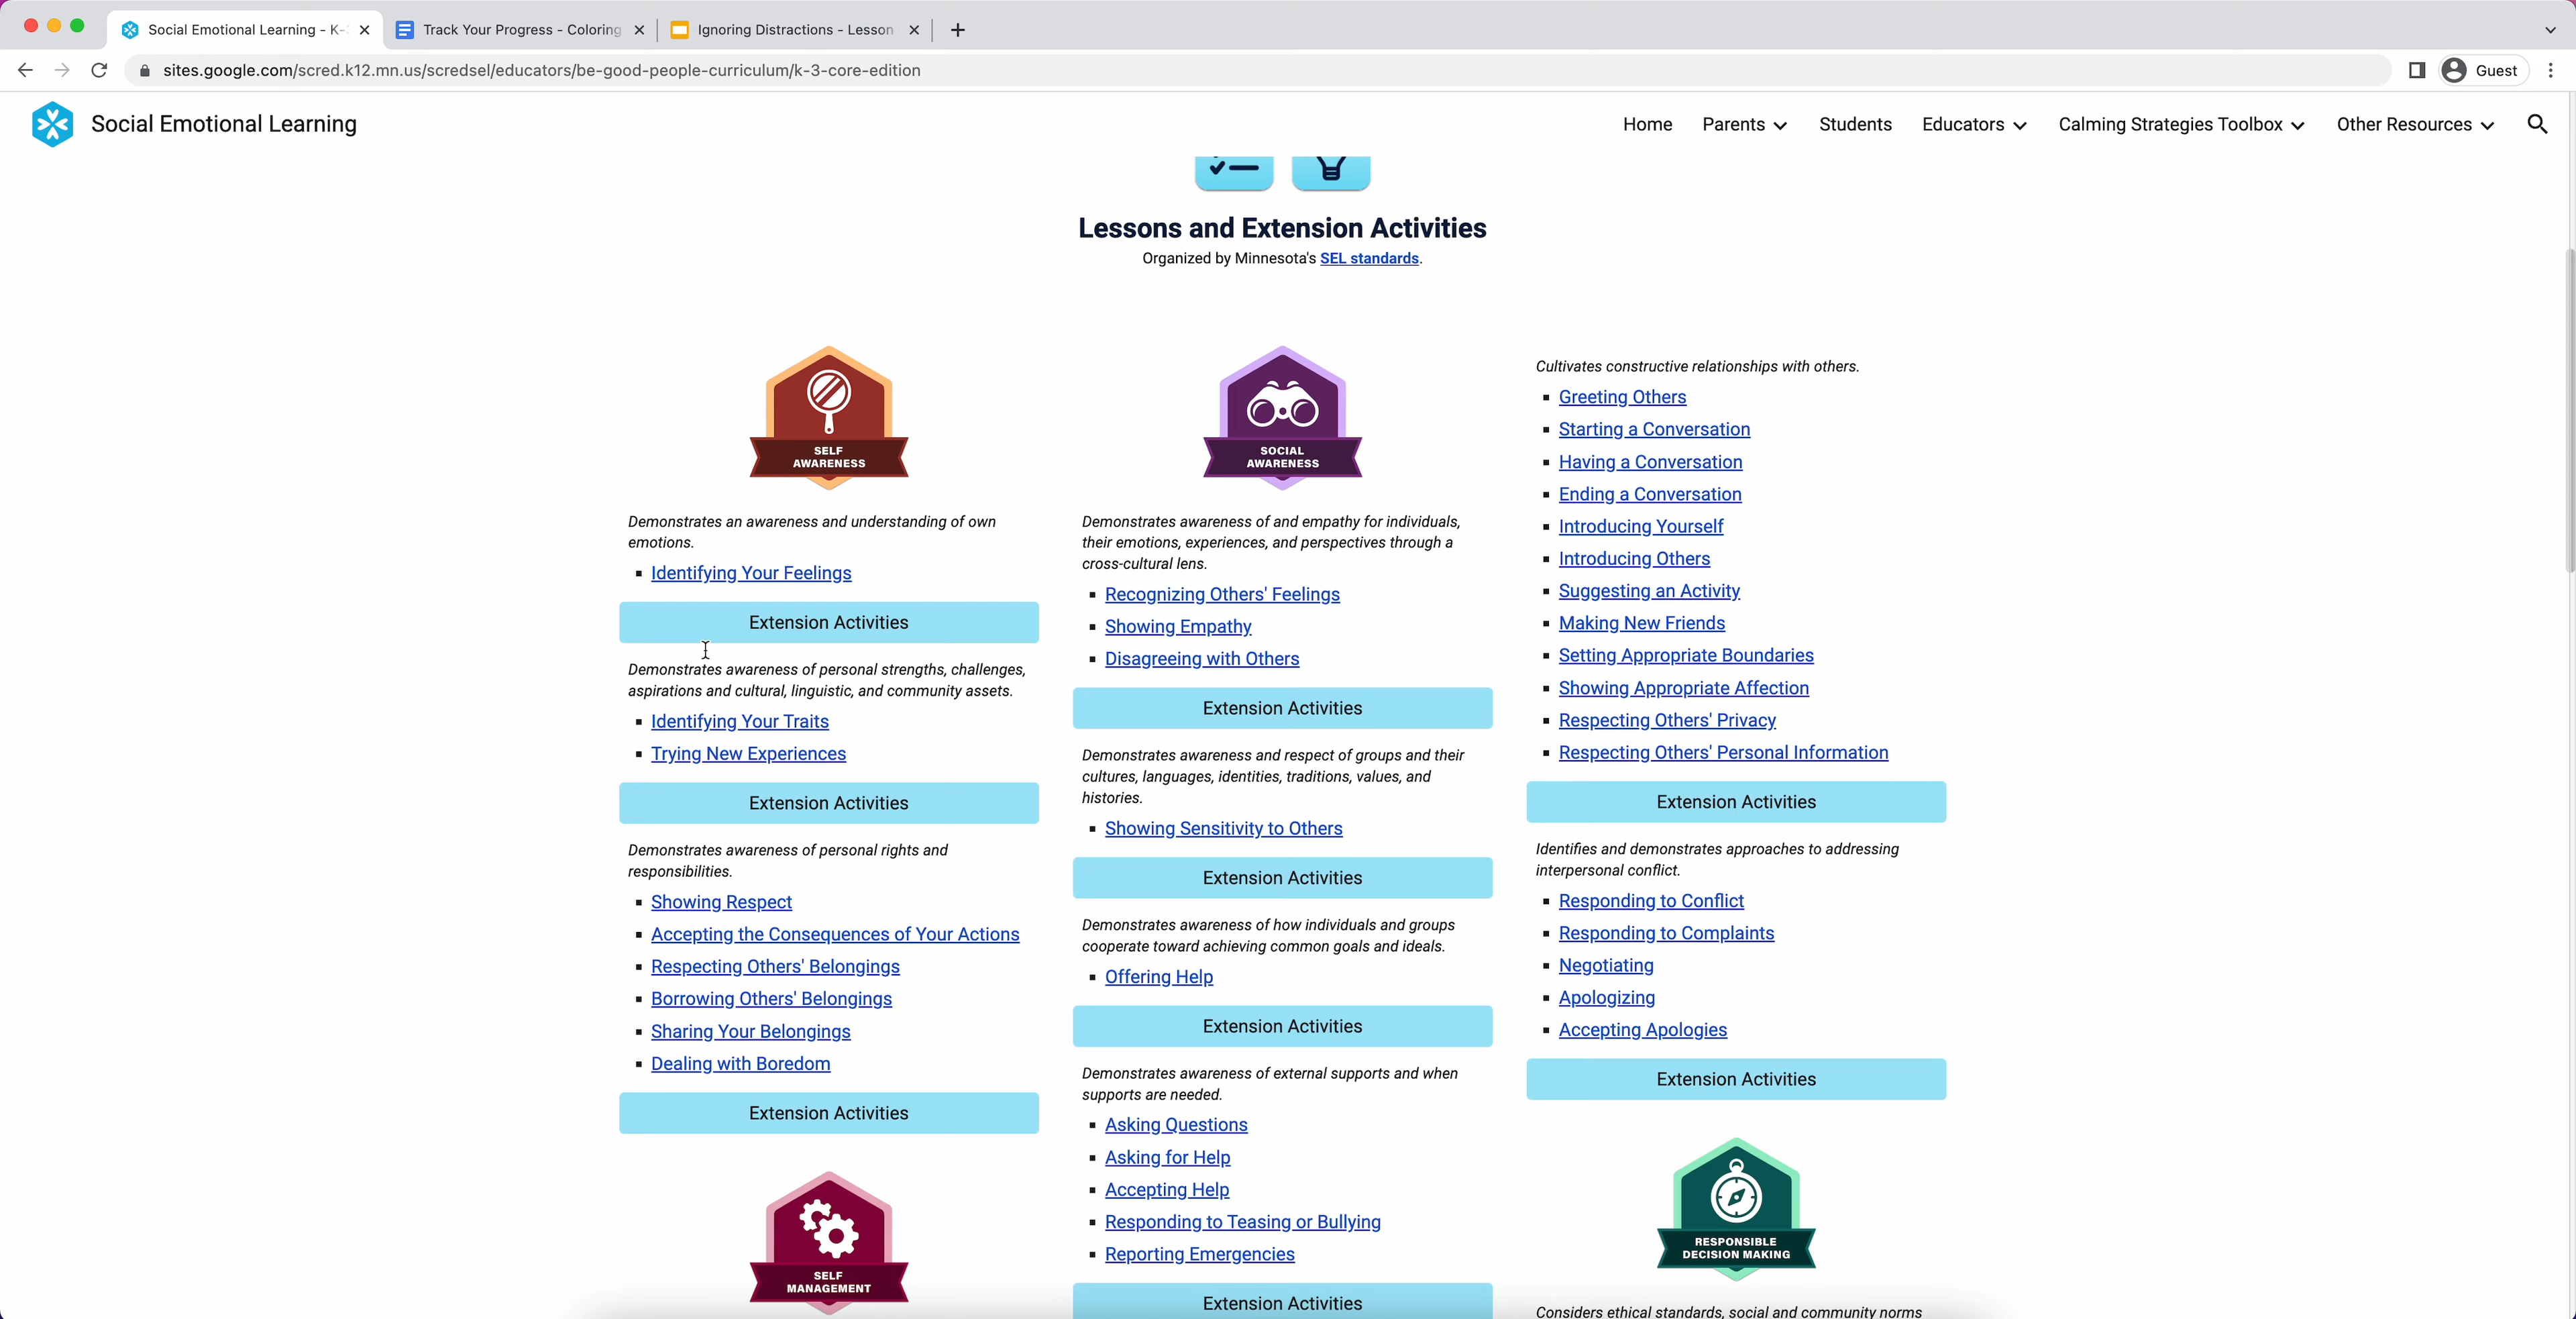 Social Emotional Learning - K-
Track Your Progress - Coloring
Ignoring Distractions - Lesson
sites.google.com/scred.k12.mn.us/scredsel/educators/be-good-people-curriculum/k-3-core-edition
Guest
Social Emotional Learning
Home
Parents
Students
Educators
Calming Strategies Toolbox
Other Resources
Lessons and Extension Activities
Organized by Minnesota's SEL standards.
SELF
AWARENESS
Demonstrates an awareness and understanding of own
emotions.
Identifying Your Feelings
Extension Activities
Demonstrates awareness of personal strengths, challenges,
aspirations and cultural, linguistic, and community assets.
Identifying Your Traits
Trying New Experiences
Extension Activities
Demonstrates awareness of personal rights and
responsibilities.
Showing Respect
Accepting the Consequences of Your Actions
Respecting Others' Belongings
Borrowing Others' Belongings
Sharing Your Belongings
Dealing with Boredom
Extension Activities
SELF
MANAGEMENT
SOCIAL
AWARENESS
Demonstrates awareness of and empathy for individuals,
their emotions, experiences, and perspectives through a
cross-cultural lens.
Recognizing Others' Feelings
Showing Empathy
Disagreeing with Others
Extension Activities
Demonstrates awareness and respect of groups and their
cultures, languages, identities, traditions, values, and
histories.
Showing Sensitivity to Others
Extension Activities
Demonstrates awareness of how individuals and groups
cooperate toward achieving common goals and ideals.
Offering Help
Extension Activities
Demonstrates awareness of external supports and when
supports are needed.
Asking Questions
Asking for Help
Accepting Help
Responding to Teasing or Bullying
Reporting Emergencies
Extension Activities
Cultivates constructive relationships with others.
Greeting Others
Starting a Conversation
Having a Conversation
Ending a Conversation
Introducing Yourself
Introducing Others
Suggesting an Activity
Making New Friends
Setting Appropriate Boundaries
Showing Appropriate Affection
Respecting Others' Privacy
Respecting Others' Personal Information
Extension Activities
Identifies and demonstrates approaches to addressing
interpersonal conflict.
Responding to Conflict
Responding to Complaints
Negotiating
Apologizing
Accepting Apologies
Extension Activities
RESPONSIBLE
DECISION MAKING
Considers ethical standards, social and community norms